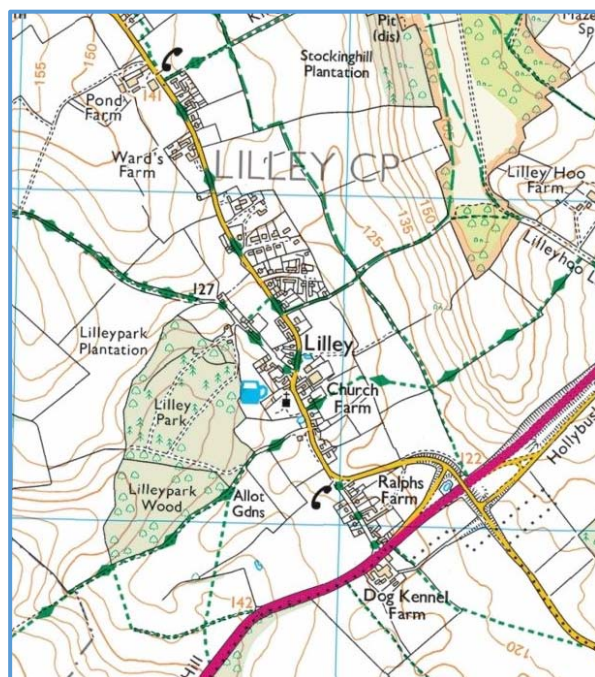 Pit
(dis)
Stockinghill
Plantation
155
150
141
Pond
Farm
Ward's
Farm
LILLEY CP
Lilley Hoo
Farm
Lilleyhoo L
150
135
125
127
Lilleypark
Plantation
Lilley
Lilley
Park
Church
Farm
Hollybus
122
Lilleypark
Wood
Allot
Gdns
Ralphs
Farm
142
Dog Kennel
Farm
120
Hill